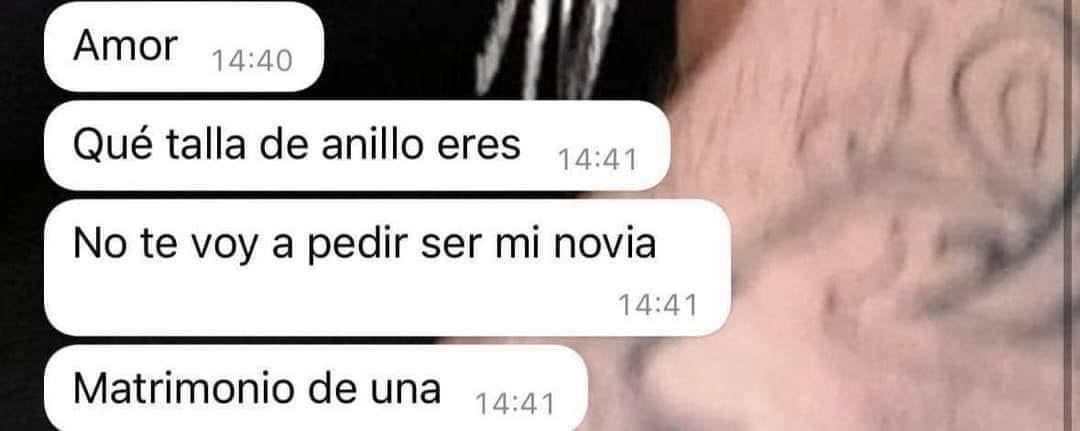 Amor 14:40
Qué talla de anillo eres 14:41
No te voy a pedir ser mi novia
14:41
Matrimonio de una 14:41